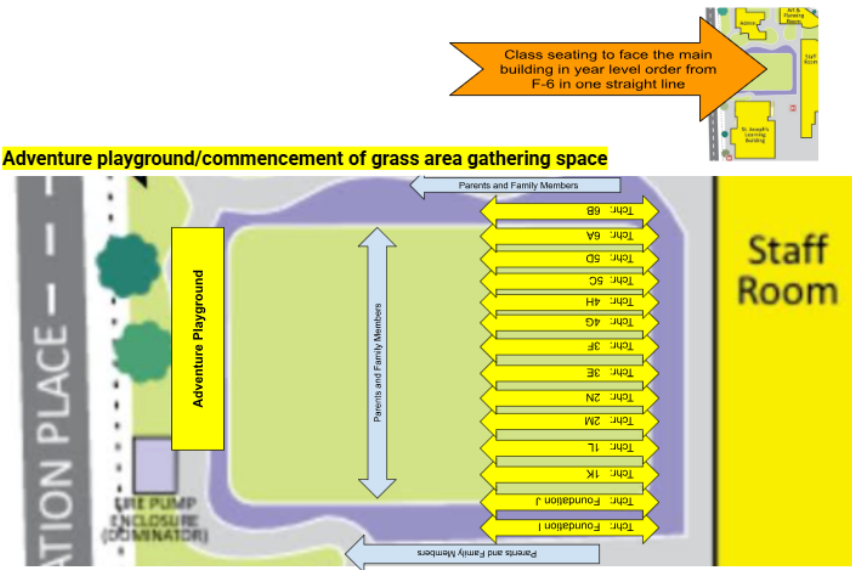 Art &
Admin
Staff
Room
Class seating to face the main
building in year level order from
F-6 in one straight line
St. Joseph's
Learning
Building
Adventure playground/commencement of grass area gathering space
Parents and Family Members
Tchr: 6B
Tchr: 6A
Tchr: 5D
Tchr: 5C
Tchr: 4H
Tchr: 4G
Tchr: 3F
Tchr: 3E
Tchr: 2N
Tchr: 2M
Tchr: 1L
Tchr: 1K
Tchr: Foundation J
Tchr: Foundation I
Parents and Family Members
Adventure Playground
Parents and Family Members
Staff
Room
ATION PLACE
PUMP
ENCLOSURE
(DOMINATOR)